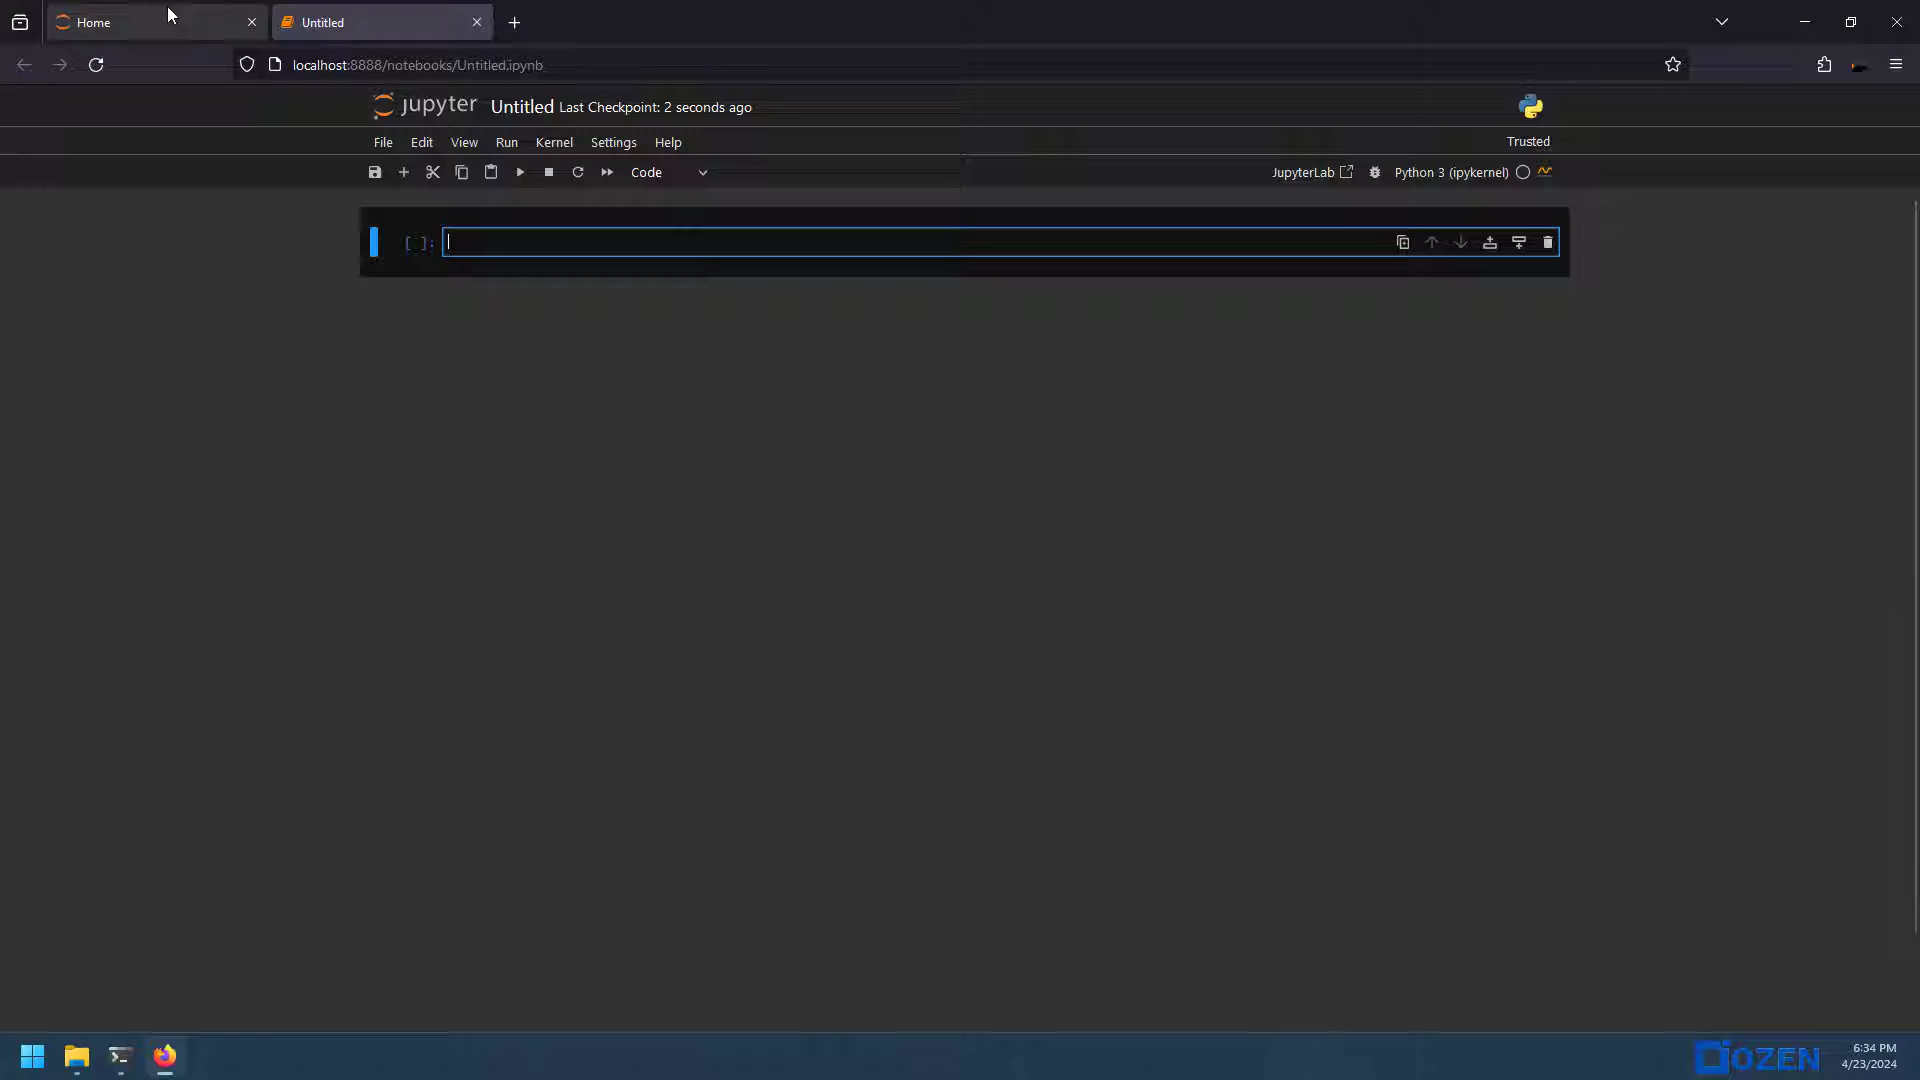 Home
Untitled
localhost:8888/notebooks/Untitled.ipynb
jupyter Untitled Last Checkpoint: 2 seconds ago
File Edit View Run Kernel Settings Help
Trusted
Code
JupyterLab
Python 3 (ipykernel)
[ ]:
OZEN
6:34 PM
4/23/2024